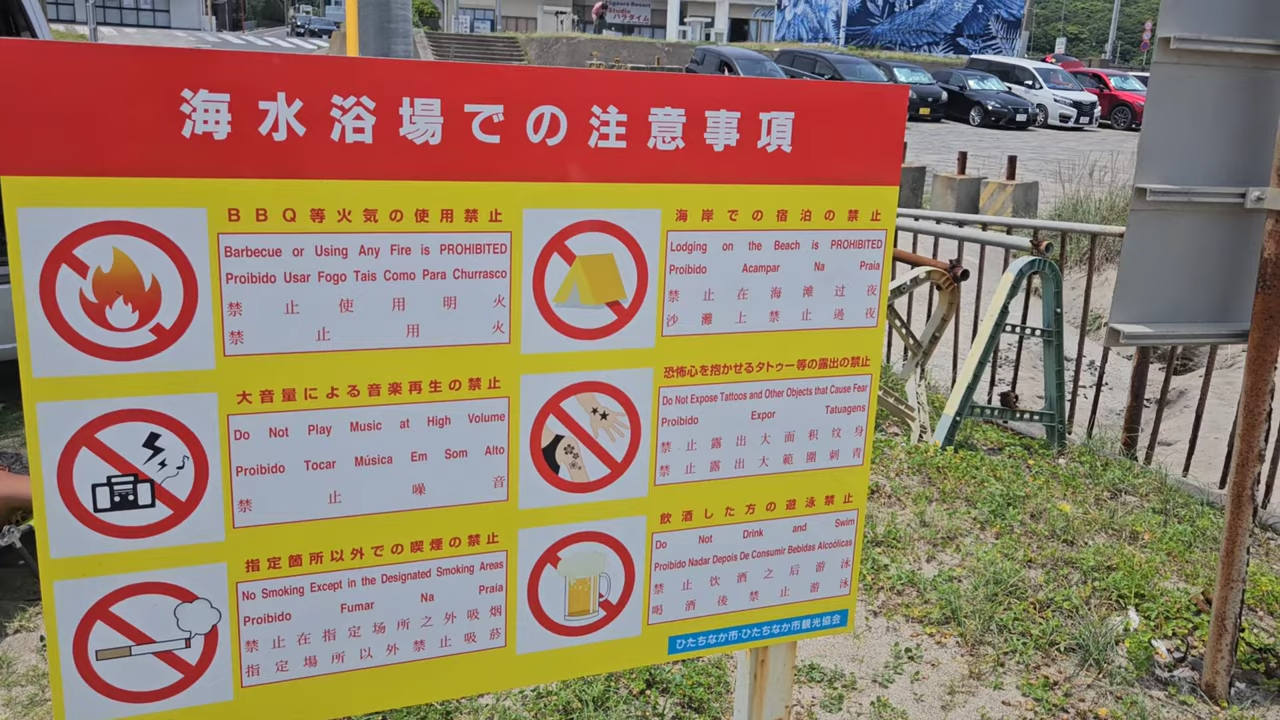 海水浴場での注意事項
BBQ等火気の使用禁止
Barbecue or Using Any Fire is PROHIBITED
Proibido Usar Fogo Tais Como Para Churrasco
禁止使用明火
禁止用火
大音量による音楽再生の禁止
Do Not Play Music at High Volume
Proibido Tocar Música Em Som Alto
禁止噪音
指定箇所以外での喫煙の禁止
No Smoking Except in the Designated Smoking Areas
Proibido Fumar Na Praia
禁止在指定场所之外吸烟
指定場所以外禁止吸菸
海岸での宿泊の禁止
Lodging on the Beach is PROHIBITED
Proibido Acampar Na Praia
禁止在海滩过夜
沙灘上禁止過夜
恐怖心を抱かせるタトゥー等の露出の禁止
Do Not Expose Tattoos and Other Objects that Cause Fear
Proibido Expor Tatuagens
禁止露出大面积纹身
禁止露出大範圍刺青
飲酒した方の遊泳禁止
Do Not Drink and Swim
Proibido Nadar Depois De Consumir Bebidas Alcoólicas
禁止饮酒之后游泳
喝酒後禁止游泳
ひたちなか市・ひたちなか市観光協会